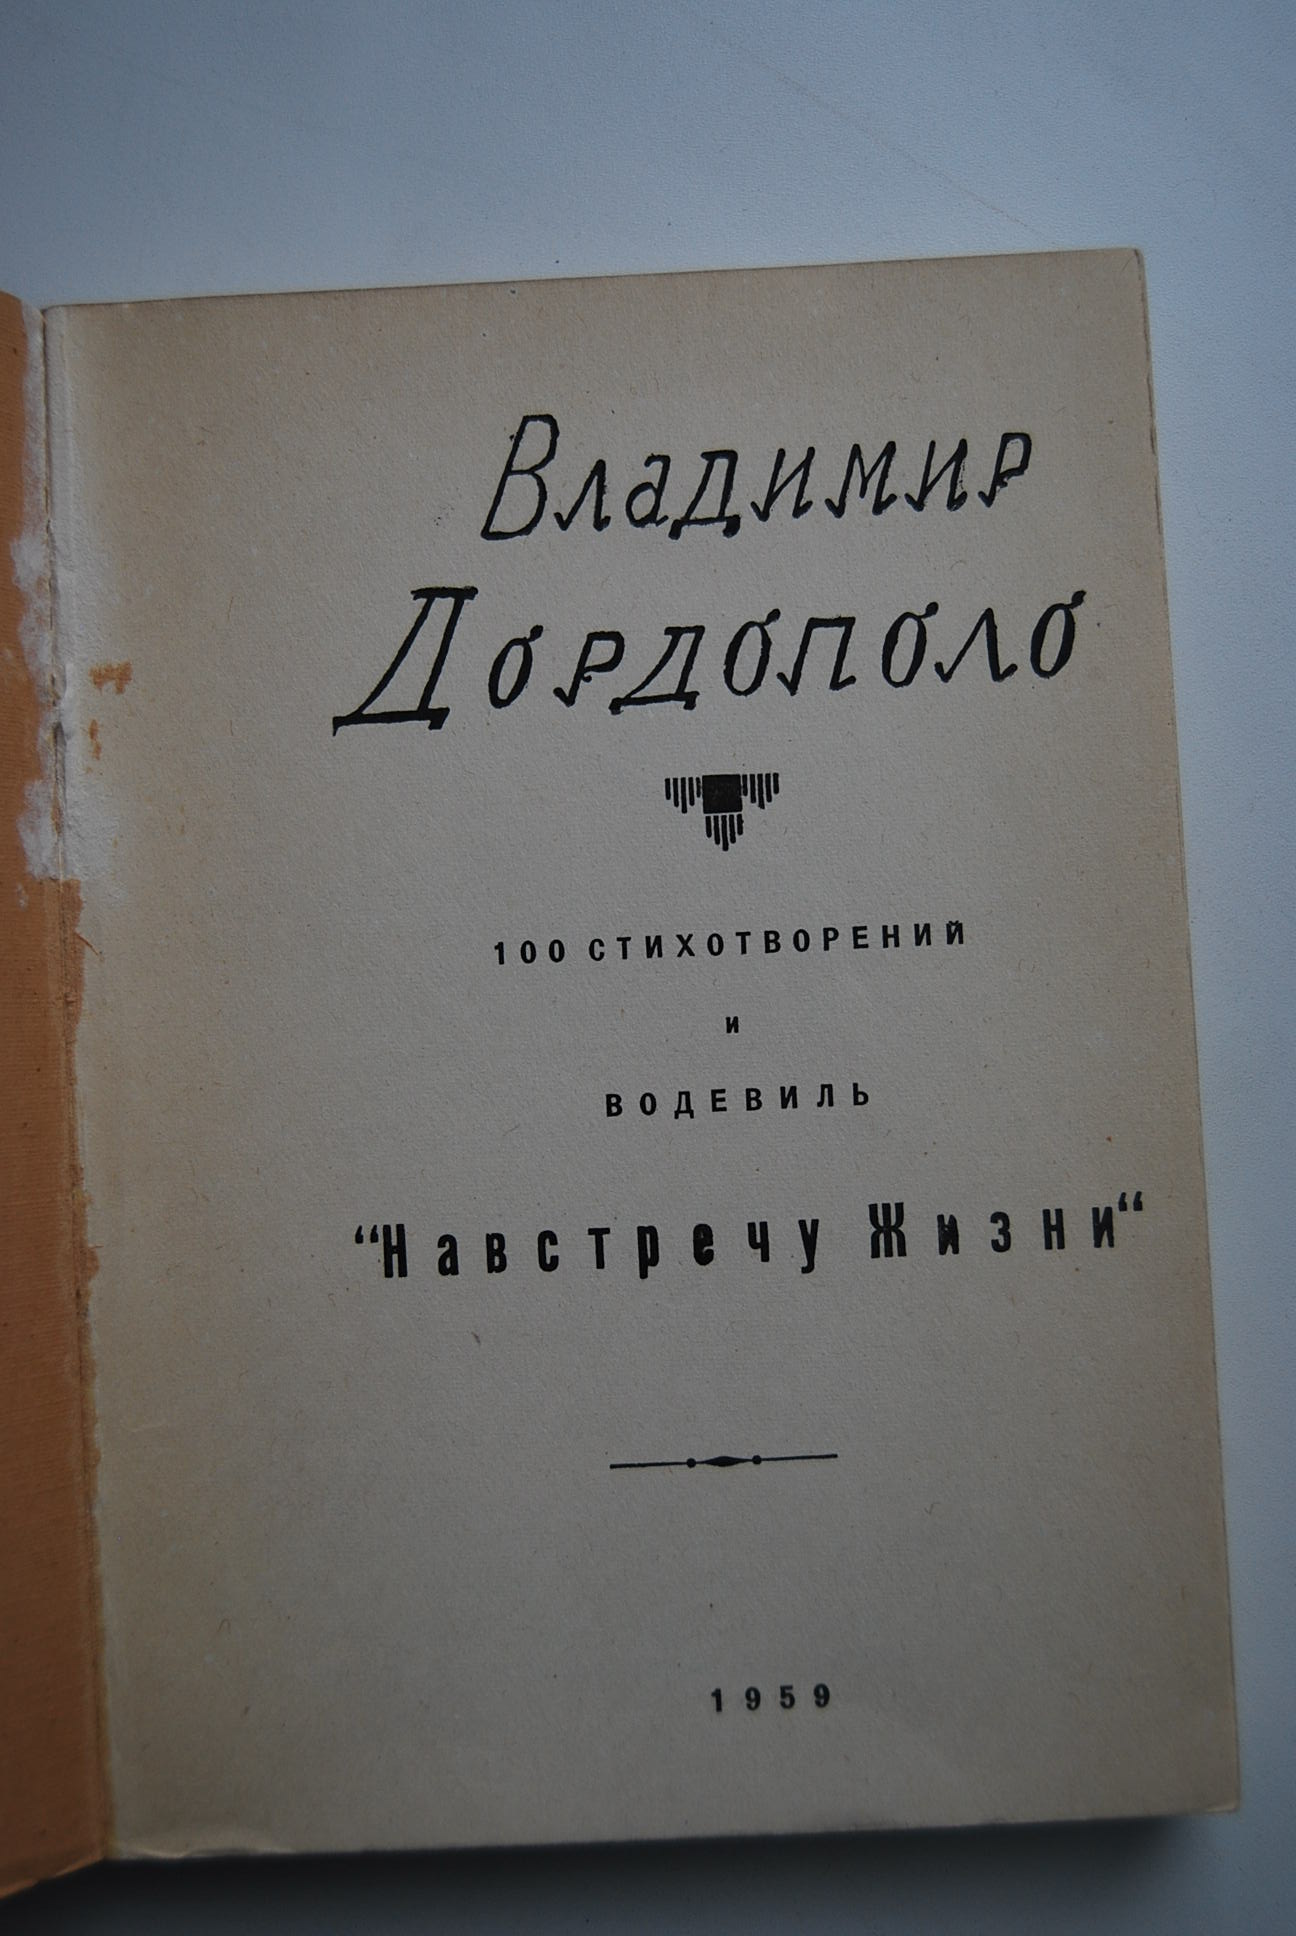 Владимир
Дордополо
100 СТИХОТВОРЕНИЙ
и
ВОДЕВИЛЬ
“Навстречу Жизни“
1959